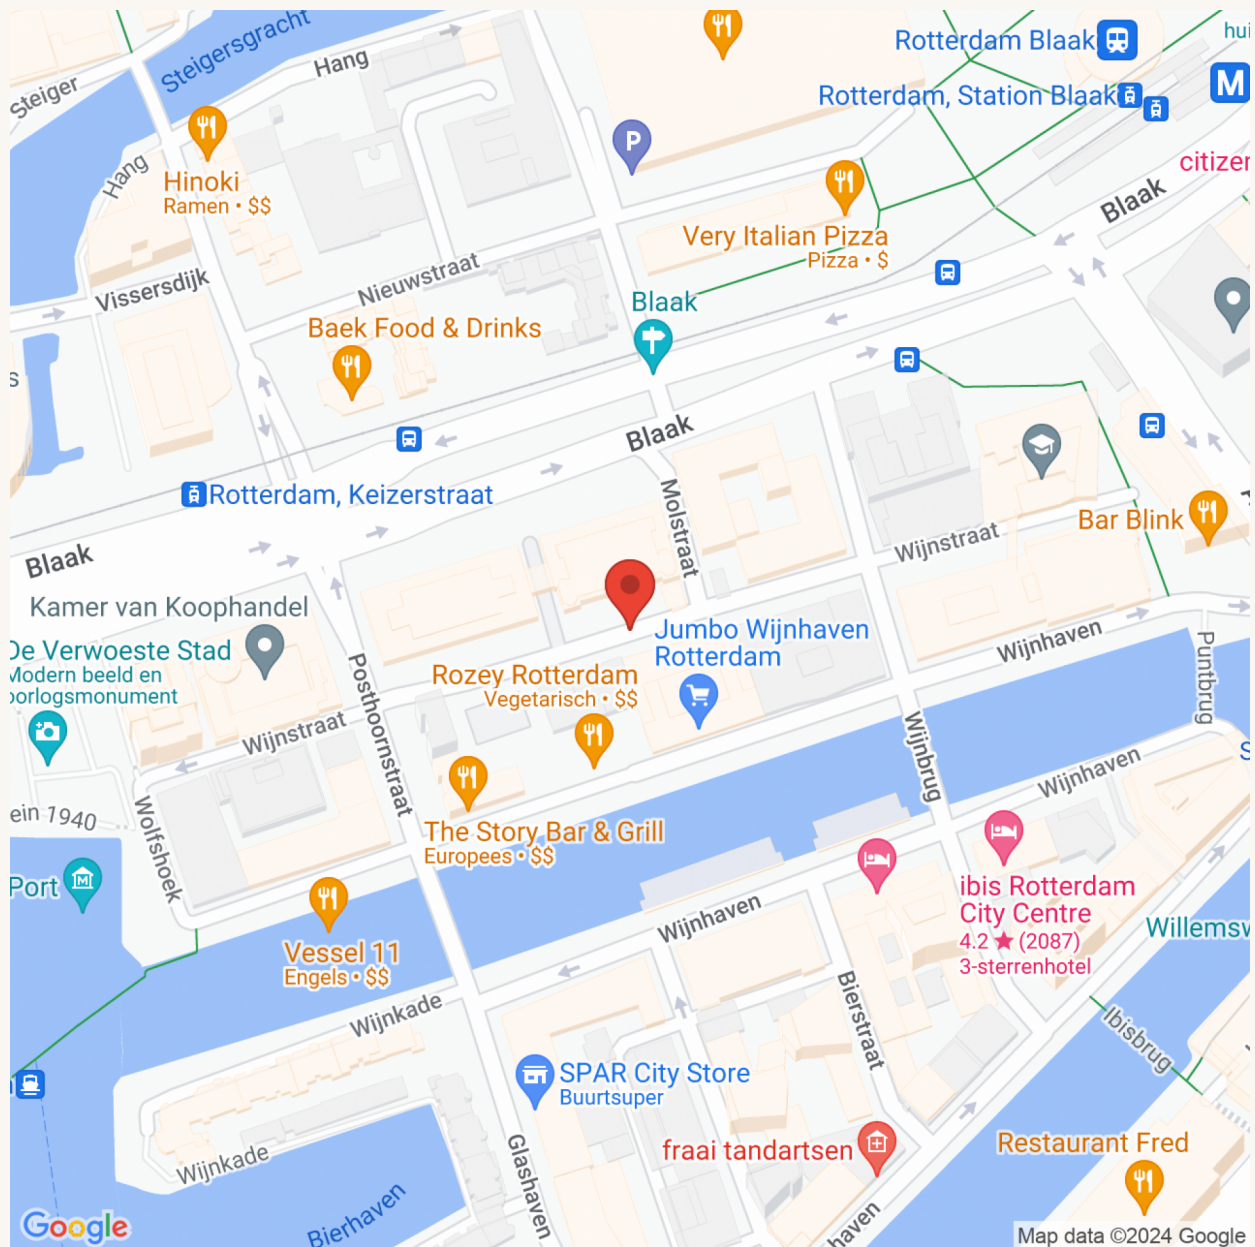 Steigersgracht
Hang
Steiger
Rotterdam Blaak
Rotterdam, Station Blaak
M
P
Hang
Hinoki
Ramen • $$
Blaak
Very Italian Pizza
Pizza • $
Vissersdijk
Nieuwstraat
Blaak
Baek Food & Drinks
Blaak
Rotterdam, Keizerstraat
Molstraat
Bar Blink
Wijnstraat
Blaak
Kamer van Koophandel
De Verwoeste Stad
Modern beeld en
oorlogsmonument
Jumbo Wijnhaven
Rotterdam
Wijnhaven
Puntbrug
Rozey Rotterdam
Vegetarisch • $$
Posthoornstraat
Wijnstraat
Wijnbrug
Wijnhaven
ein 1940
Wolfshoek
The Story Bar & Grill
Europees • $$
Port
ibis Rotterdam
City Centre
4.2 ★ (2087)
3-sterrenhotel
Wijnhaven
Willemsw
Vessel 11
Engels • $$
Wijnkade
Bierstraat
Ibisbrug
SPAR City Store
Buurtsuper
Restaurant Fred
fraai tandartsen
Wijnkade
Glashaven
Bierhaven
haven
Google
Map data ©2024 Google